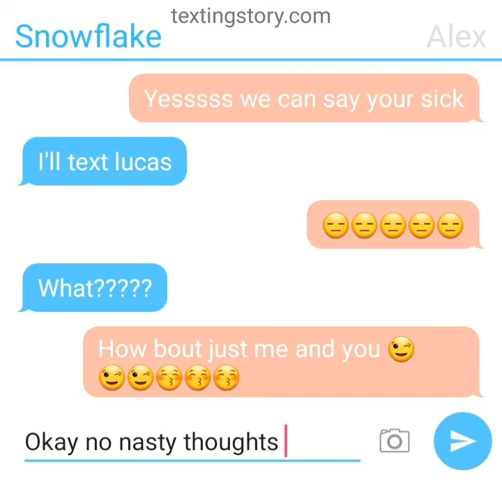 textingstory.com
Snowflake
Alex
Yesssss we can say your sick
I'll text lucas
😑😑😑😑😑
What?????
How bout just me and you 😉
😉😉😚😚😚
Okay no nasty thoughts